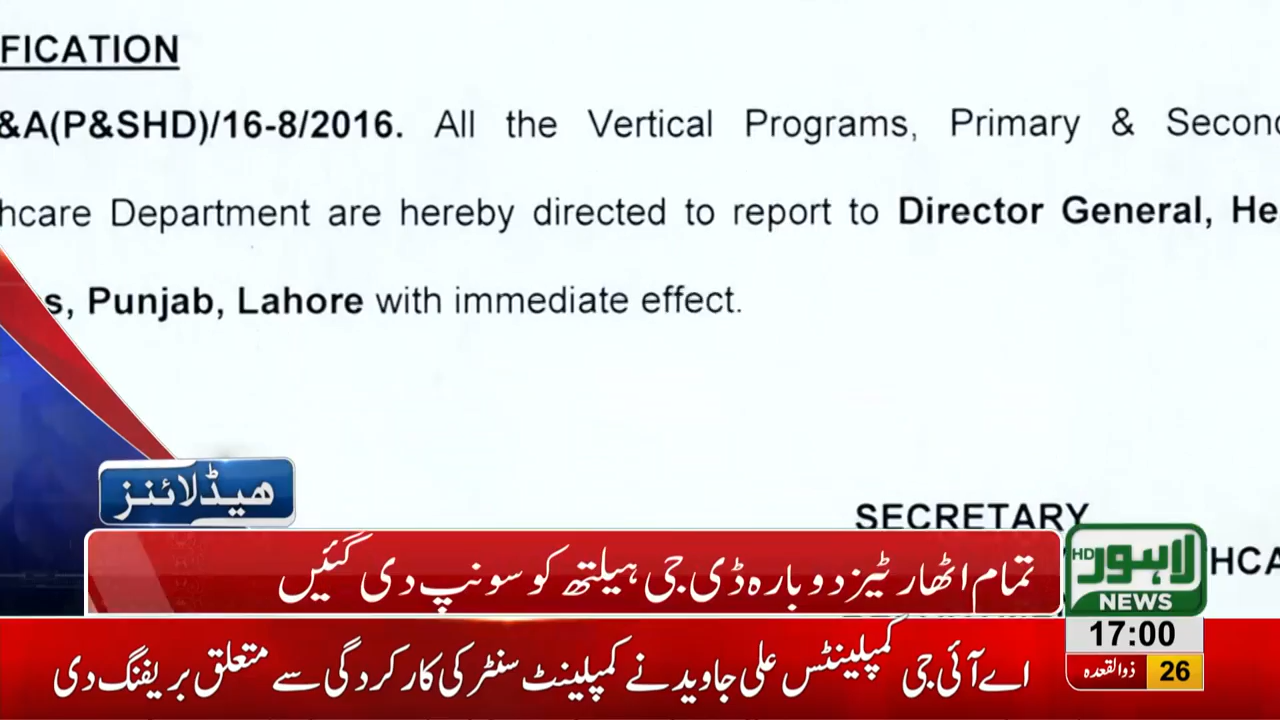 FICATION
&A(P&SHD)/16-8/2016. All the Vertical Programs, Primary & Second
hcare Department are hereby directed to report to Director General, He
s, Punjab, Lahore with immediate effect.
SECRETARY
HCA
ھیڈلائنز
تمام اٹھارٹیز دوبارہ ڈی جی ہیلتھ کو سونپ دی گئیں
لاہور HD
NEWS
17:00
26 ذوالقعدہ
اے آئی جی کمپلینٹس علی جاوید نے کمپلینٹ سنٹر کی کارکردگی سے متعلق بریفنگ دی